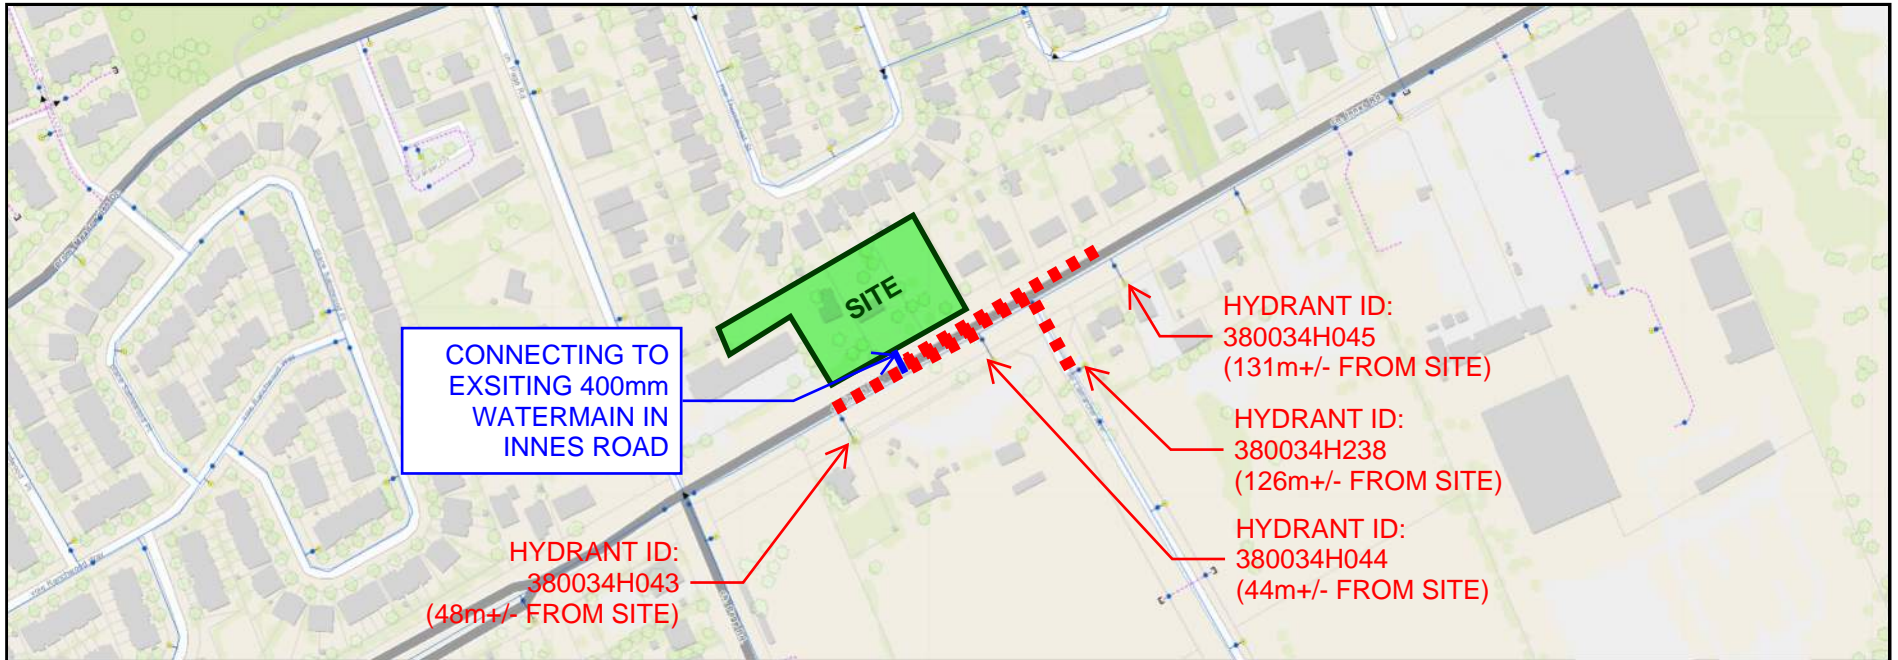 SITE
CONNECTING TO
EXSITING 400mm
WATERMAIN IN
INNES ROAD
HYDRANT ID:
380034H045
(131m+/- FROM SITE)
HYDRANT ID:
380034H238
(126m+/- FROM SITE)
HYDRANT ID:
380034H044
(44m+/- FROM SITE)
HYDRANT ID:
380034H043
(48m+/- FROM SITE)